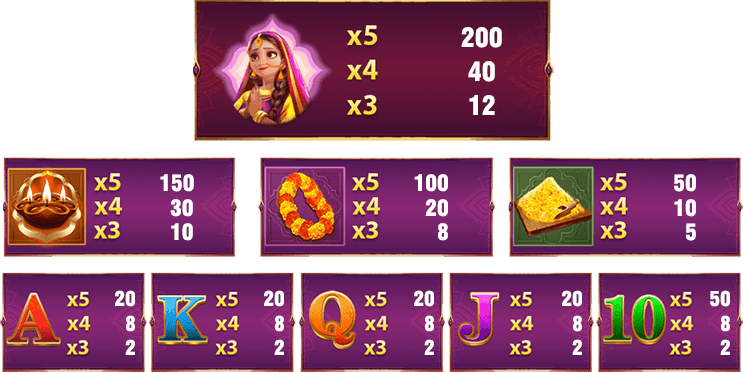 x5 200
x4 40
x3 12
x5 150
x4 30
x3 10
x5 100
x4 20
x3 8
x5 50
x4 10
x3 5
A x5 20
x4 8
x3 2
K x5 20
x4 8
x3 2
Q x5 20
x4 8
x3 2
J x5 20
x4 8
x3 2
10 x5 50
x4 8
x3 2